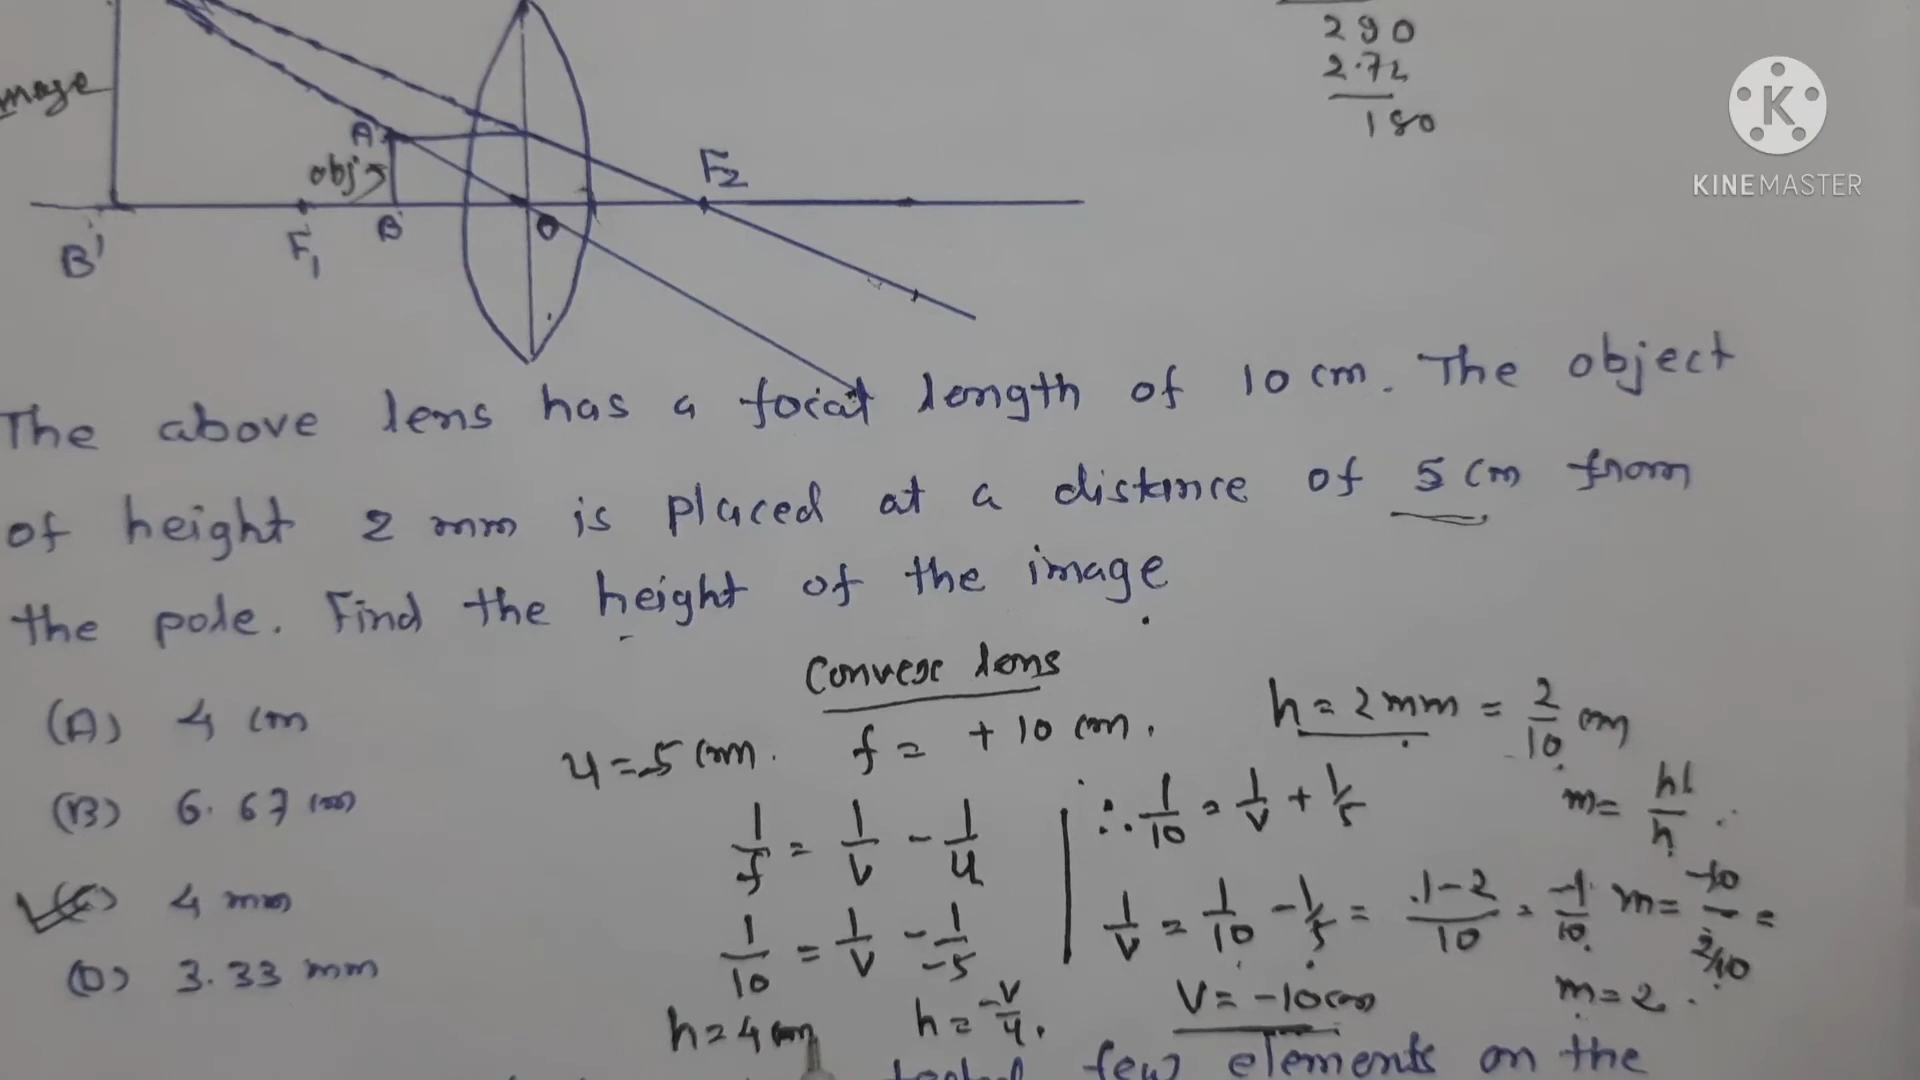 290
2.72
180
KINEMASTER
mage
A
obj
F2
B'
F1
B
O
The above lens has a focal length of 10 cm. The object
of height 2 mm is placed at a distance of 5 cm from
the pole. Find the height of the image
(A) 4 cm
(B) 6.67 cm
(C) 4 mm
(D) 3.33 mm
Convex lens
u = -5 cm. f = +10 cm.
h = 2 mm = 2/10 cm
1/f = 1/v - 1/u
∴ 1/10 = 1/v + 1/5
m = h'/h
1/10 = 1/v - 1/-5
1/v = 1/10 - 1/5 = 1-2/10 = -1/10
m = -10/2/10 =
h = 4 cm h = -v/u.
v = -10 cm
m = 2.
few elements on the